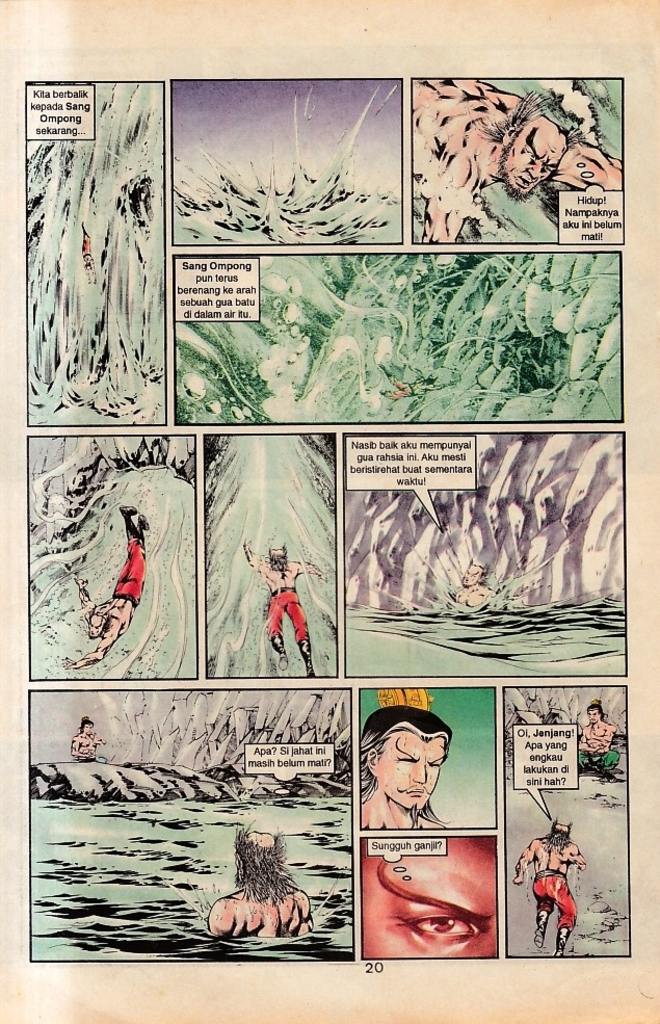 Kita berbalik
kepada Sang
Ompong
sekarang...
Hidup!
Nampaknya
aku ini belum
mati!
Sang Ompong
pun terus
berenang ke arah
sebuah gua batu
di dalam air itu.
Nasib baik aku mempunyai
gua rahsia ini. Aku mesti
beristirehat buat sementara
waktu!
Apa? Si jahat ini
masih belum mati?
Sungguh ganjil?
Oi, Jenjang!
Apa yang
engkau
lakukan di
sini hah?
20